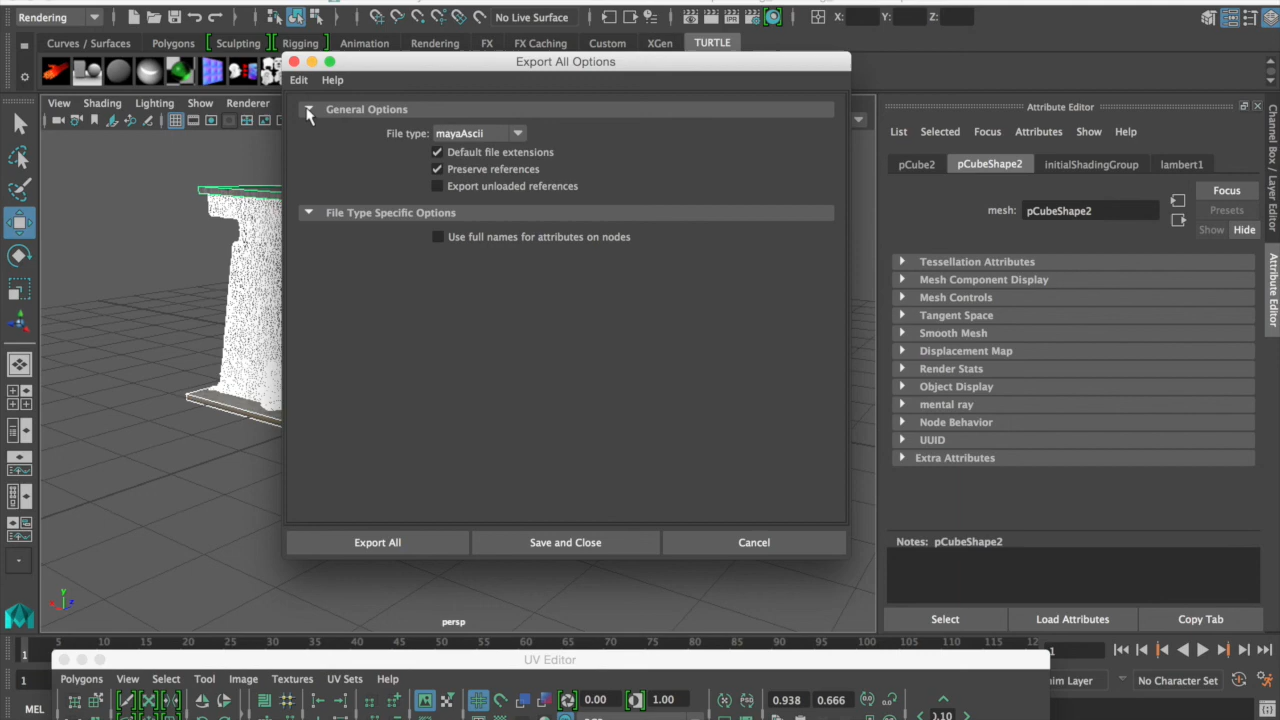 Rendering
No Live Surface
X:
Y:
Z:
Curves / Surfaces
Polygons
Sculpting
Rigging
Animation
Rendering
FX
FX Caching
Custom
XGen
TURTLE
Export All Options
Edit
Help
General Options
File type: mayaAscii
Default file extensions
Preserve references
Export unloaded references
File Type Specific Options
Use full names for attributes on nodes
Export All
Save and Close
Cancel
View
Shading
Lighting
Show
Renderer
persp
Attribute Editor
List
Selected
Focus
Attributes
Show
Help
pCube2
pCubeShape2
initialShadingGroup
lambert1
mesh: pCubeShape2
Focus
Presets
Show
Hide
Tessellation Attributes
Mesh Component Display
Mesh Controls
Tangent Space
Smooth Mesh
Displacement Map
Render Stats
Object Display
mental ray
Node Behavior
UUID
Extra Attributes
Notes: pCubeShape2
Select
Load Attributes
Copy Tab
Channel Box / Layer Editor
Attribute Editor
5 10 15 20 25 30 35 40 45 50 55 60 65 70 75 80 85 90 95 100 105 110 115 12
1
1
1
No Character Set
MEL
UV Editor
Polygons
View
Select
Tool
Image
Textures
UV Sets
Help
0.00
1.00
0.938
0.666